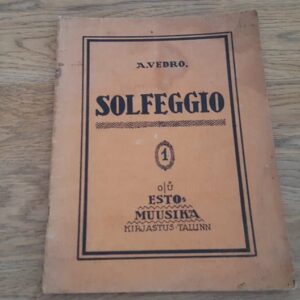 A. VEDRO.
SOLFEGGIO
1
O/Ü
ESTO=
MUUSIKA
KIRJASTUS·TALLINN